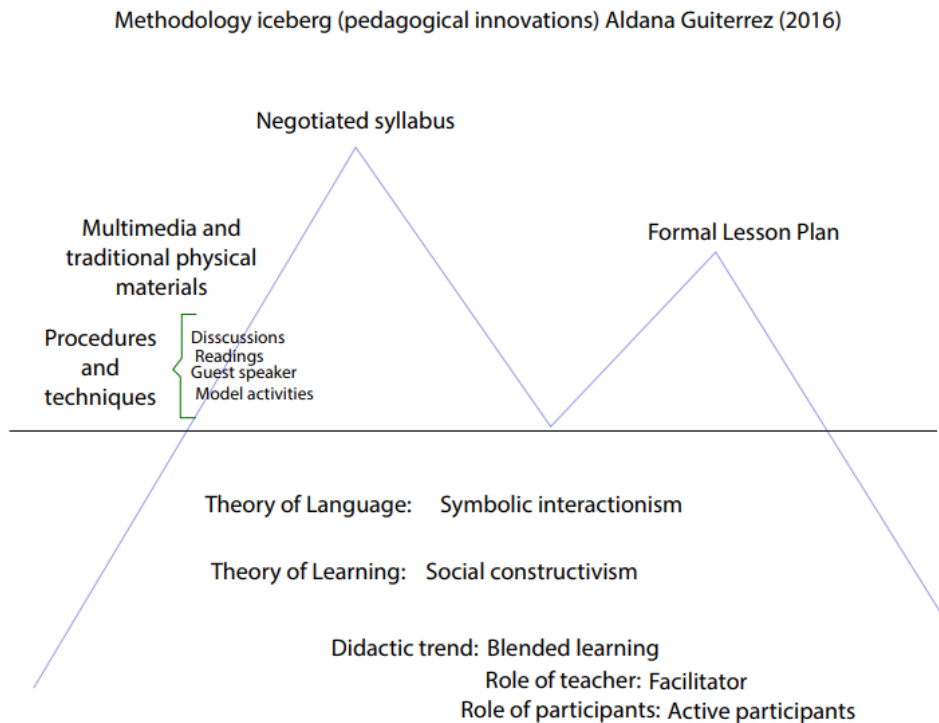 Methodology iceberg (pedagogical innovations) Aldana Guiterrez (2016)
Negotiated syllabus
Multimedia and
traditional physical
materials
Formal Lesson Plan
Procedures
and
techniques
Disscussions
Readings
Guest speaker
Model activities
Theory of Language: Symbolic interactionism
Theory of Learning: Social constructivism
Didactic trend: Blended learning
Role of teacher: Facilitator
Role of participants: Active participants